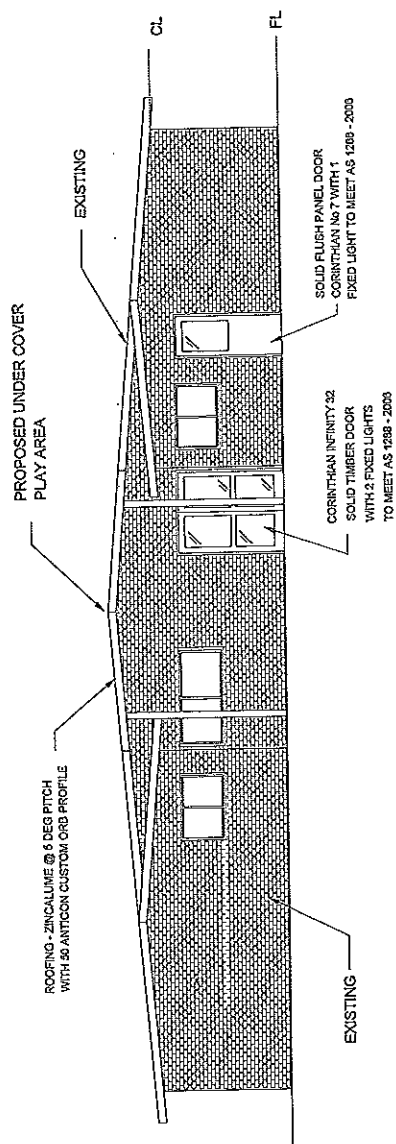 PROPOSED UNDER COVER
PLAY AREA
ROOFING - ZINCALUME @ 5 DEG PITCH
WITH 50 ANTICON CUSTOM ORB PROFILE
EXISTING
CL
FL
EXISTING
CORINTHIAN INFINITY 32
SOLID TIMBER DOOR
WITH 2 FIXED LIGHTS
TO MEET AS 1288 - 2006
SOLID FLUSH PANEL DOOR
CORINTHIAN No 7 WITH 1
FIXED LIGHT TO MEET AS 1288 - 2006